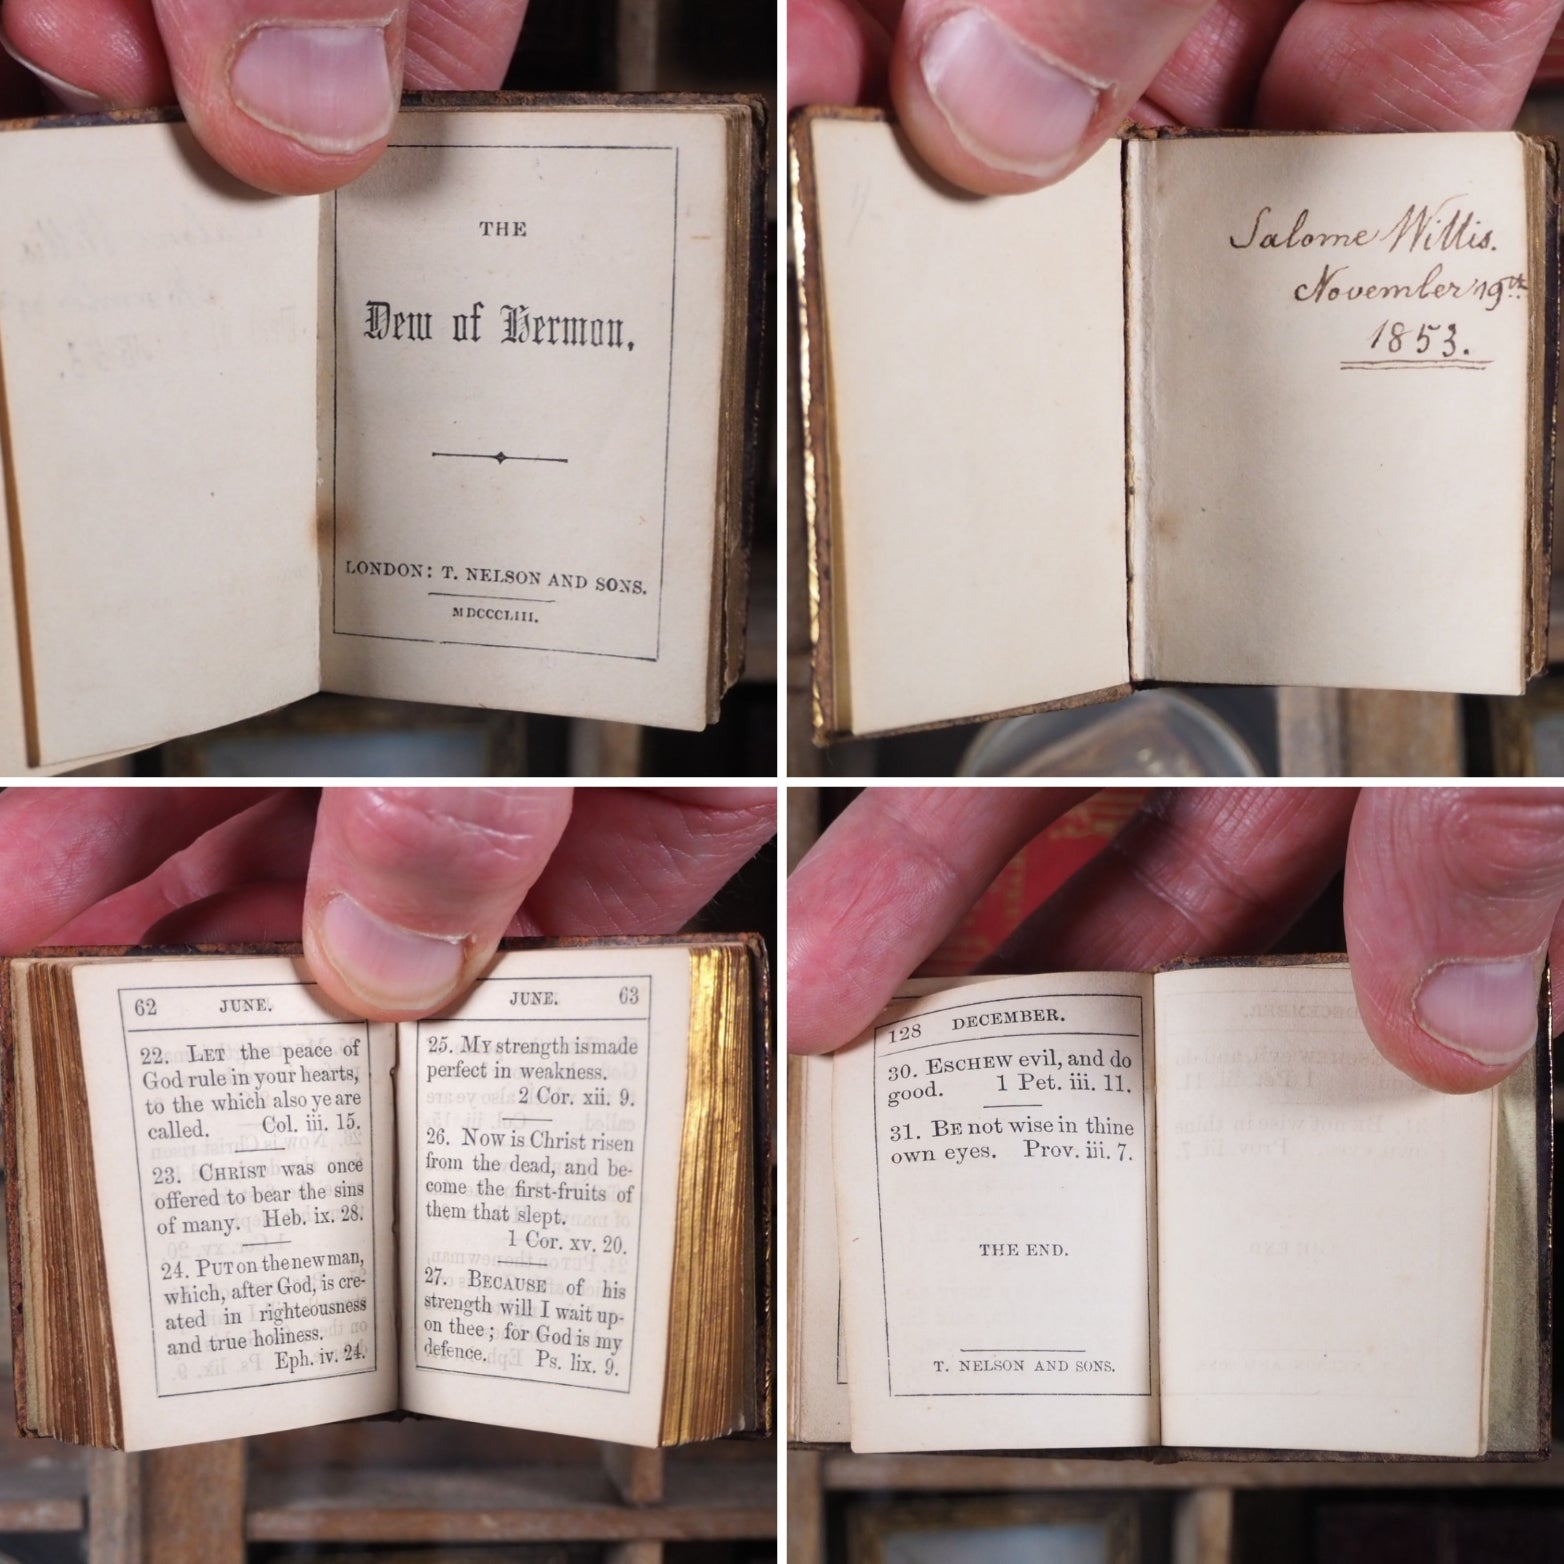 THE
Dew of Hermon.
LONDON: T. NELSON AND SONS.
MDCCCLIII.
Salome Willis.
November 19th
1853.
62 JUNE.
22. LET the peace of
God rule in your hearts,
to the which also ye are
called. Col. iii. 15.
23. CHRIST was once
offered to bear the sins
of many. Heb. ix. 28.
24. PUT on the new man,
which, after God, is cre-
ated in righteousness
and true holiness.
Eph. iv. 24.
JUNE. 63
25. MY strength is made
perfect in weakness.
2 Cor. xii. 9.
26. NOW is Christ risen
from the dead, and be-
come the first-fruits of
them that slept.
1 Cor. xv. 20.
27. BECAUSE of his
strength will I wait up-
on thee; for God is my
defence. Ps. lix. 9.
128 DECEMBER.
30. ESCHEW evil, and do
good. 1 Pet. iii. 11.
31. BE not wise in thine
own eyes. Prov. iii. 7.
THE END.
T. NELSON AND SONS.